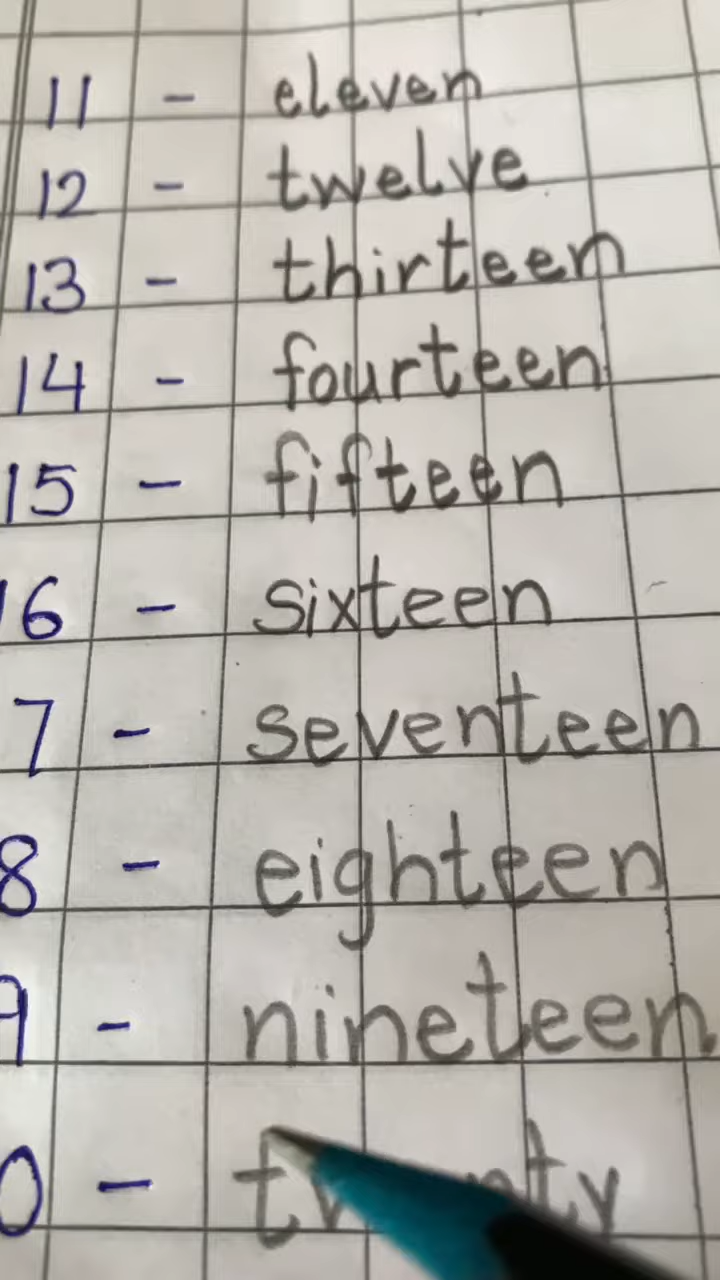 11 - eleven
12 - twelve
13 - thirteen
14 - fourteen
15 - fifteen
16 - sixteen
7 - seventeen
8 - eighteen
9 - nineteen
0 -